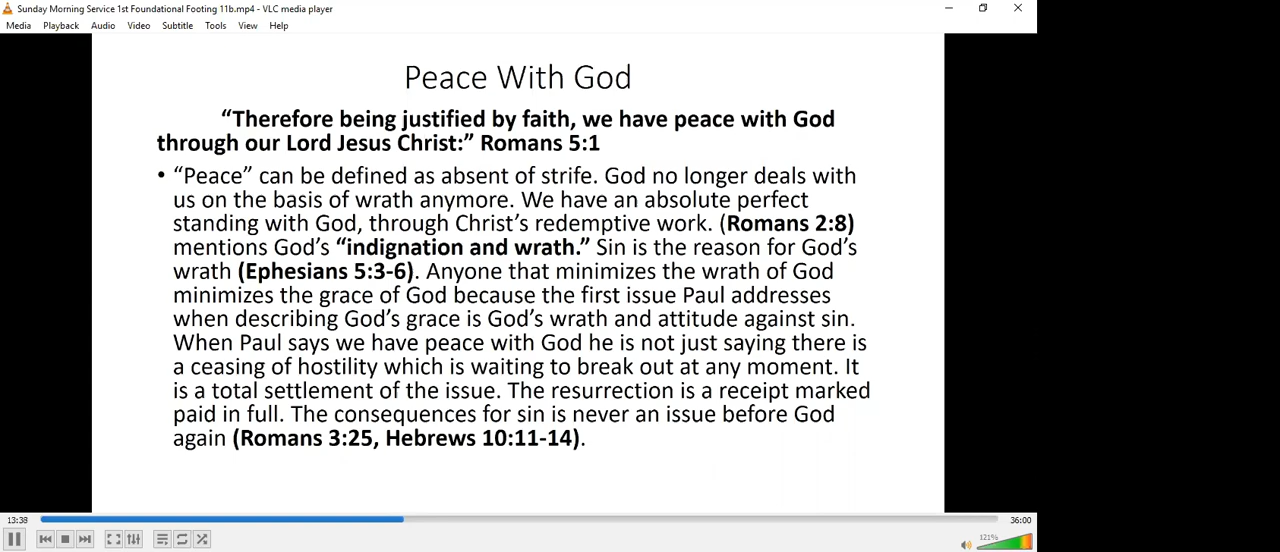 Sunday Morning Service 1st Foundational Footing 11b.mp4 - VLC media player
Media Playback Audio Video Subtitle Tools View Help
Peace With God
“Therefore being justified by faith, we have peace with God
through our Lord Jesus Christ:” Romans 5:1
• “Peace” can be defined as absent of strife. God no longer deals with
us on the basis of wrath anymore. We have an absolute perfect
standing with God, through Christ’s redemptive work. (Romans 2:8)
mentions God’s “indignation and wrath.” Sin is the reason for God’s
wrath (Ephesians 5:3-6). Anyone that minimizes the wrath of God
minimizes the grace of God because the first issue Paul addresses
when describing God’s grace is God’s wrath and attitude against sin.
When Paul says we have peace with God he is not just saying there is
a ceasing of hostility which is waiting to break out at any moment. It
is a total settlement of the issue. The resurrection is a receipt marked
paid in full. The consequences for sin is never an issue before God
again (Romans 3:25, Hebrews 10:11-14).
13:38 36:00
121%